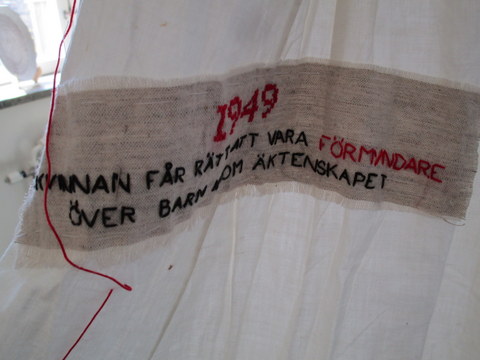 1949
KVINNAN FÅR RÄTT ATT VARA FÖRMYNDARE
ÖVER BARN INOM ÄKTENSKAPET